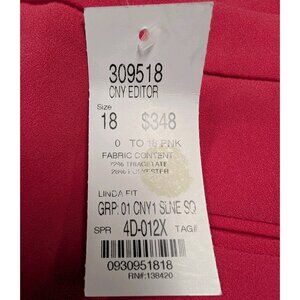 309518
CNY EDITOR
Size
18 $348
0 TO 18 PNK
FABRIC CONTENT
72% TRIACETATE
28% POLYESTER
LINDA FIT
GRP: 01 CNY1 SLNE SQ
SPR 4D-012X TAG#
0930951818
RN#: 138420